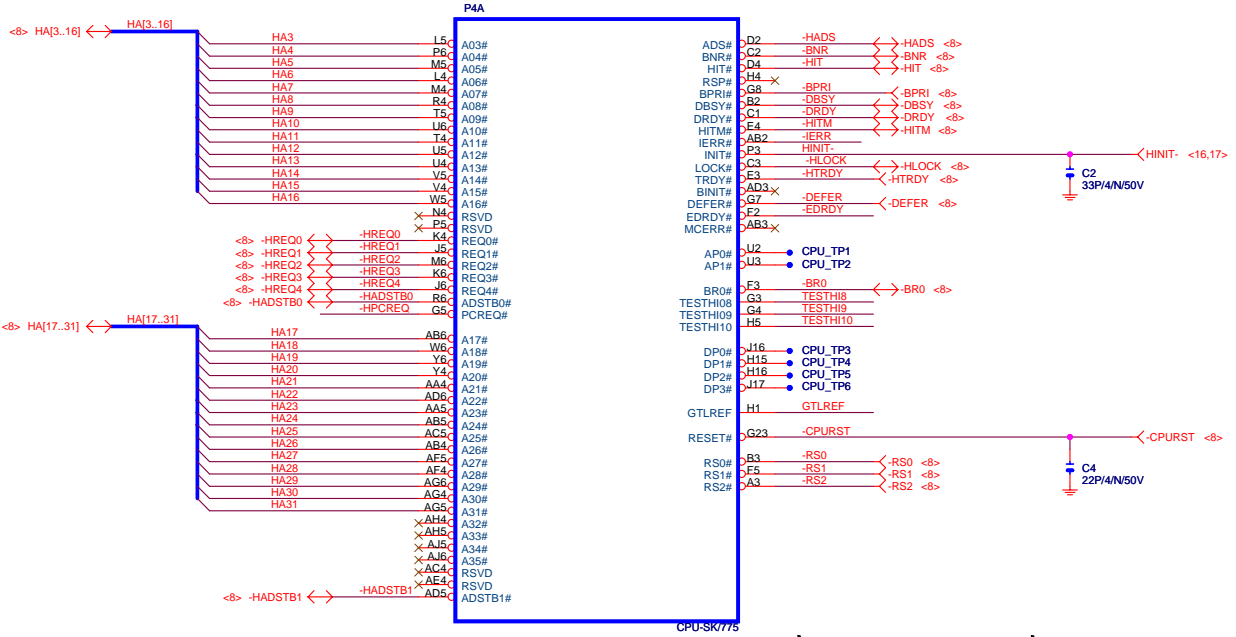 P4A
<8> HA[3..16] HA[3..16]
HA3 L5 A03#
HA4 P6 A04#
HA5 M5 A05#
HA6 L4 A06#
HA7 M4 A07#
HA8 R4 A08#
HA9 T5 A09#
HA10 U6 A10#
HA11 T4 A11#
HA12 U5 A12#
HA13 U4 A13#
HA14 V5 A14#
HA15 V4 A15#
HA16 W5 A16#
N4 RSVD
P5 RSVD
<8> -HREQ0 -HREQ0 K4 REQ0#
<8> -HREQ1 -HREQ1 J5 REQ1#
<8> -HREQ2 -HREQ2 M6 REQ2#
<8> -HREQ3 -HREQ3 K6 REQ3#
<8> -HREQ4 -HREQ4 J6 REQ4#
<8> -HADSTB0 -HADSTB0 R6 ADSTB0#
-HPCREQ G5 PCREQ#
<8> HA[17..31] HA[17..31]
HA17 AB6 A17#
HA18 W6 A18#
HA19 Y6 A19#
HA20 Y4 A20#
HA21 AA4 A21#
HA22 AD6 A22#
HA23 AA5 A23#
HA24 AB5 A24#
HA25 AC5 A25#
HA26 AB4 A26#
HA27 AF5 A27#
HA28 AF4 A28#
HA29 AG6 A29#
HA30 AG4 A30#
HA31 AG5 A31#
AH4 A32#
AH5 A33#
AJ5 A34#
AJ6 A35#
AC4 RSVD
AE4 RSVD
<8> -HADSTB1 -HADSTB1 AD5 ADSTB1#
ADS# D2 -HADS -HADS <8>
BNR# C2 -BNR -BNR <8>
HIT# D4 -HIT -HIT <8>
RSP# H4
BPRI# G8 -BPRI -BPRI <8>
DBSY# B2 -DBSY -DBSY <8>
DRDY# C1 -DRDY -DRDY <8>
HITM# E4 -HITM -HITM <8>
IERR# AB2 -IERR
INIT# P3 HINIT- HINIT- <16,17>
LOCK# C3 -HLOCK -HLOCK <8>
TRDY# E3 -HTRDY -HTRDY <8>
BINIT# AD3
DEFER# G7 -DEFER -DEFER <8>
EDRDY# F2 -EDRDY
MCERR# AB3
C2
33P/4/N/50V
AP0# U2 CPU_TP1
AP1# U3 CPU_TP2
BR0# F3 -BR0 -BR0 <8>
TESTHI08 G3 TESTHI8
TESTHI09 G4 TESTHI9
TESTHI10 H5 TESTHI10
DP0# J16 CPU_TP3
DP1# H15 CPU_TP4
DP2# H16 CPU_TP5
DP3# J17 CPU_TP6
GTLREF H1 GTLREF
RESET# G23 -CPURST -CPURST <8>
RS0# B3 -RS0 -RS0 <8>
RS1# F5 -RS1 -RS1 <8>
RS2# A3 -RS2 -RS2 <8>
C4
22P/4/N/50V
CPU-SK/775